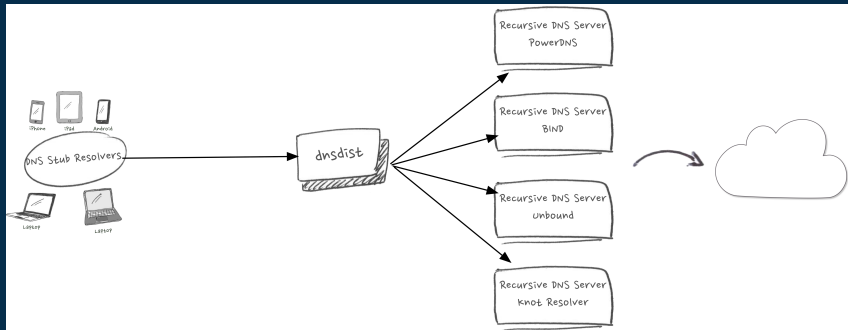 iPhone
iPad
Android
DNS Stub Resolvers
Laptop
Laptop
dnsdist
Recursive DNS Server
PowerDNS
Recursive DNS Server
BIND
Recursive DNS Server
Unbound
Recursive DNS Server
Knot Resolver